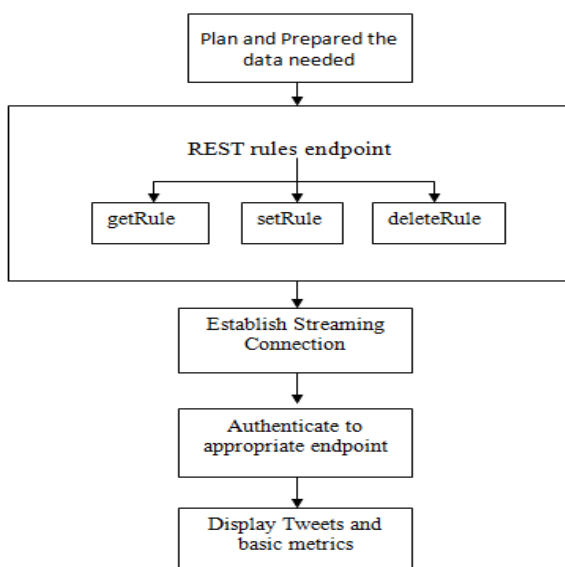 Plan and Prepared the
data needed
REST rules endpoint
getRule
setRule
deleteRule
Establish Streaming
Connection
Authenticate to
appropriate endpoint
Display Tweets and
basic metrics